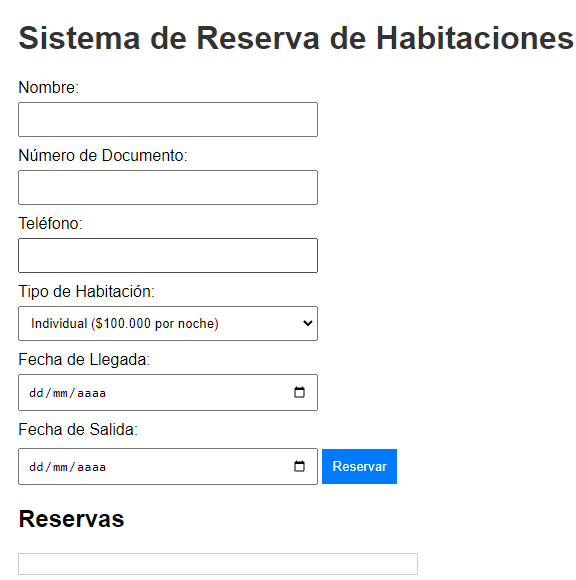 Sistema de Reserva de Habitaciones
Nombre:
Número de Documento:
Teléfono:
Tipo de Habitación:
Individual ($100.000 por noche)
Fecha de Llegada:
dd/mm/aaaa
Fecha de Salida:
dd/mm/aaaa Reservar
Reservas